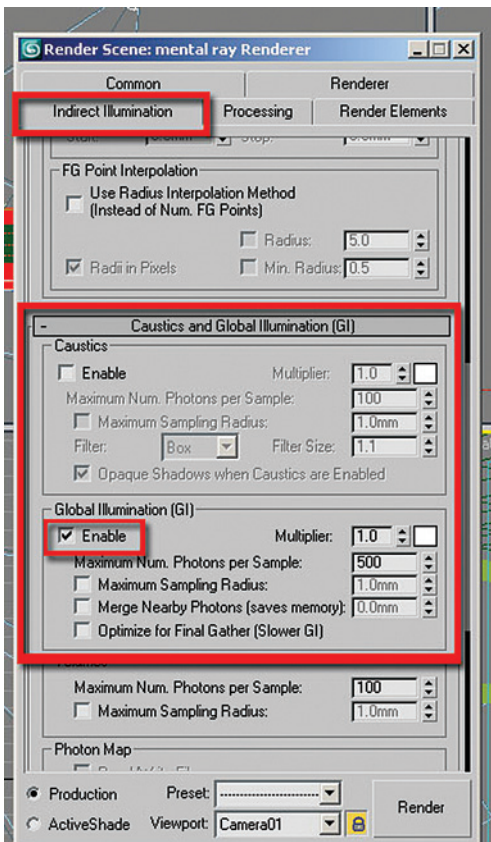 Render Scene: mental ray Renderer
Common Renderer
Indirect Illumination Processing Render Elements
FG Point Interpolation
Use Radius Interpolation Method
(Instead of Num. FG Points)
Radius: 5.0
Radii in Pixels Min. Radius: 0.5
- Caustics and Global Illumination (GI)
Caustics
Enable Multiplier: 1.0
Maximum Num. Photons per Sample: 100
Maximum Sampling Radius: 1.0mm
Filter: Box Filter Size: 1.1
Opaque Shadows when Caustics are Enabled
Global Illumination (GI)
Enable Multiplier: 1.0
Maximum Num. Photons per Sample: 500
Maximum Sampling Radius: 1.0mm
Merge Nearby Photons (saves memory): 0.0mm
Optimize for Final Gather (Slower GI)
Volumes
Maximum Num. Photons per Sample: 100
Maximum Sampling Radius: 1.0mm
Photon Map
Production Preset: ------------------------
Render
ActiveShade Viewport: Camera01